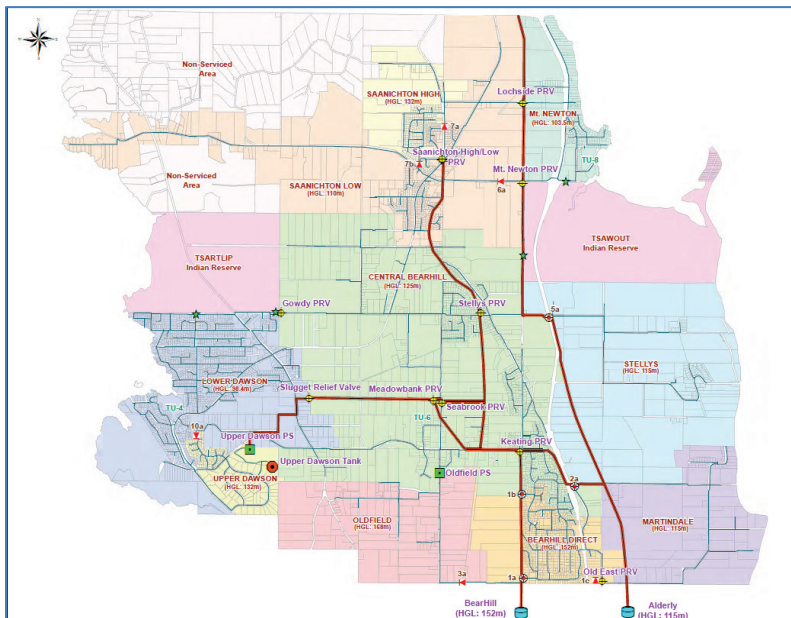 Non-Serviced
Area
SAANICHTON HIGH
(HGL: 132m)
Lochside PRV
Mt. NEWTON
(HGL: 103.5m)
7a
Saanichton High/Low
PRV
7b
TU-8
Non-Serviced
Area
SAANICHTON LOW
(HGL: 110m)
Mt. Newton PRV
6a
TSARTLIP
Indian Reserve
TSAWOUT
Indian Reserve
CENTRAL BEARHILL
(HGL: 125m)
Gowdy PRV
Stellys PRV
5a
STELLYS
(HGL: 115m)
LOWER DAWSON
(HGL: 98.4m)
Slugget Relief Valve
Meadowbank PRV
Seabrook PRV
TU-4
TU-6
10a
Upper Dawson PS
Keating PRV
Upper Dawson Tank
Oldfield PS
UPPER DAWSON
(HGL: 132m)
2a
1b
OLDFIELD
(HGL: 168m)
MARTINDALE
(HGL: 115m)
BEARHILL DIRECT
(HGL: 152m)
Old East PRV
3a
1a
1c
BearHill
(HGL: 152m)
Alderly
(HGL: 115m)